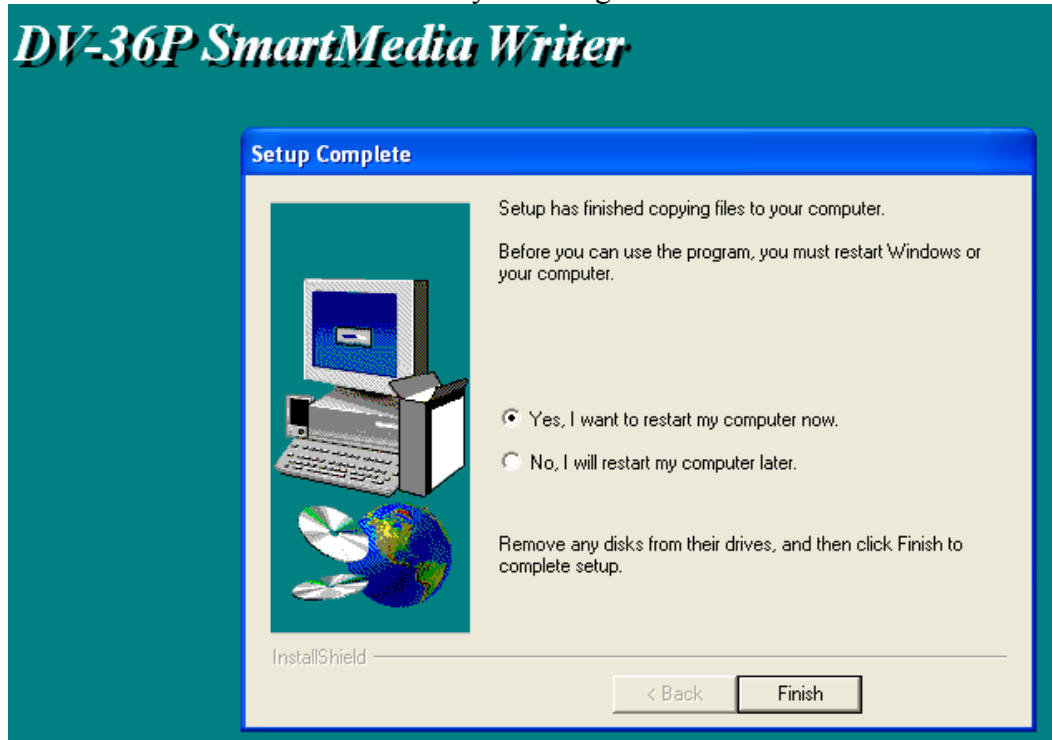 DV-36P SmartMedia Writer
Setup Complete
Setup has finished copying files to your computer.
Before you can use the program, you must restart Windows or
your computer.
Yes, I want to restart my computer now.
No, I will restart my computer later.
Remove any disks from their drives, and then click Finish to
complete setup.
InstallShield
< Back
Finish